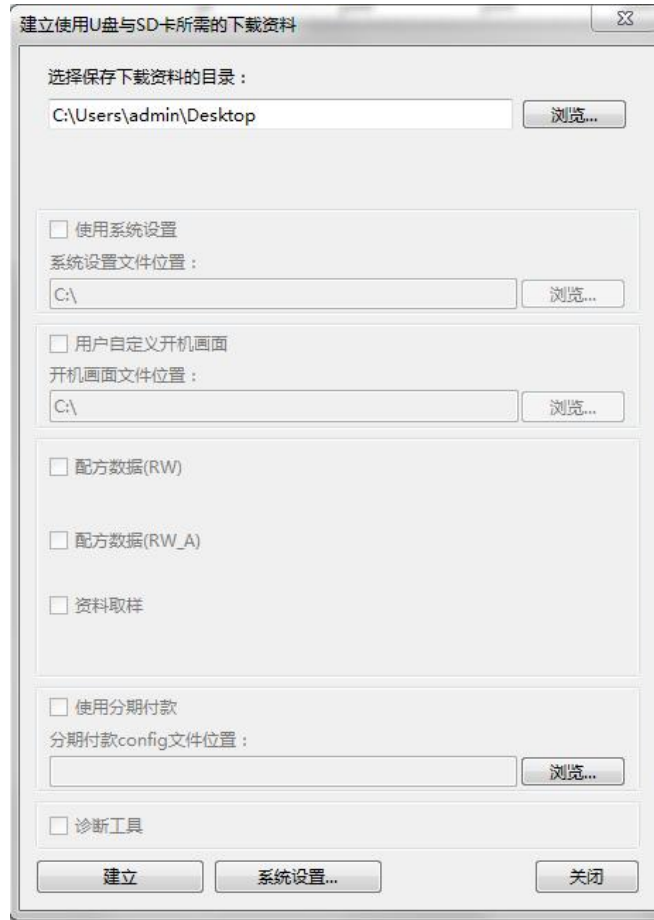 建立使用U盘与SD卡所需的下载资料
选择保存下载资料的目录：
C:\Users\admin\Desktop
浏览...
使用系统设置
系统设置文件位置：
C:\
浏览...
用户自定义开机画面
开机画面文件位置：
C:\
浏览...
配方数据(RW)
配方数据(RW_A)
资料取样
使用分期付款
分期付款config文件位置：
浏览...
诊断工具
建立
系统设置...
关闭